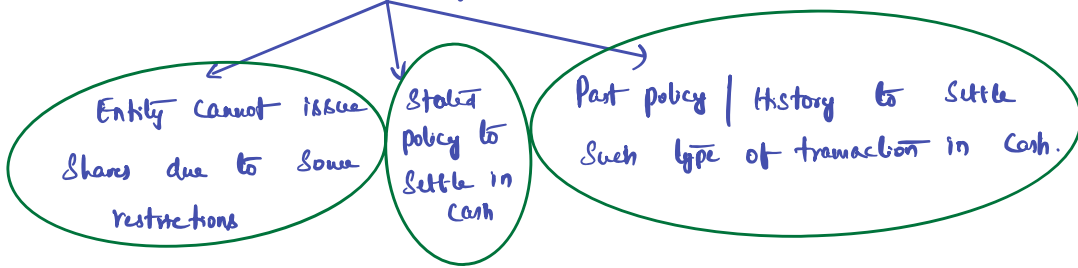 Entity cannot issue
Shares due to some
restrictions
Stated
policy to
Settle in
Cash
Past policy | History to Settle
Such type of transaction in Cash.